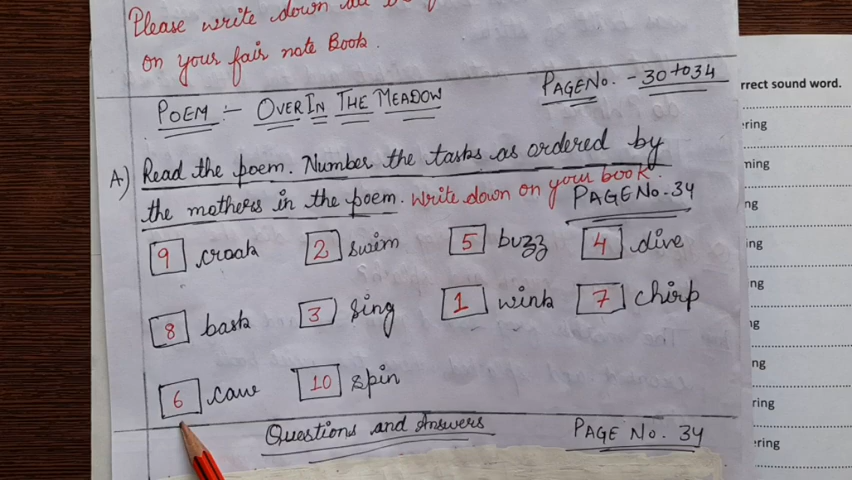 Please write down all
on your fair note Book.
POEM :- OVER IN THE MEADOW
PAGE NO. - 30 to 34
A) Read the poem. Number the tasks as ordered by
the mothers in the poem. Write down on your book.
PAGE NO. 34
9 croak 2 swim 5 buzz 4 dive
8 bask 3 sing 1 wink 7 chirp
6 caw 10 spin
Questions and Answers PAGE NO. 34
rrect sound word.
ring
ning
ng
ing
ng
ng
ng
ring
ring